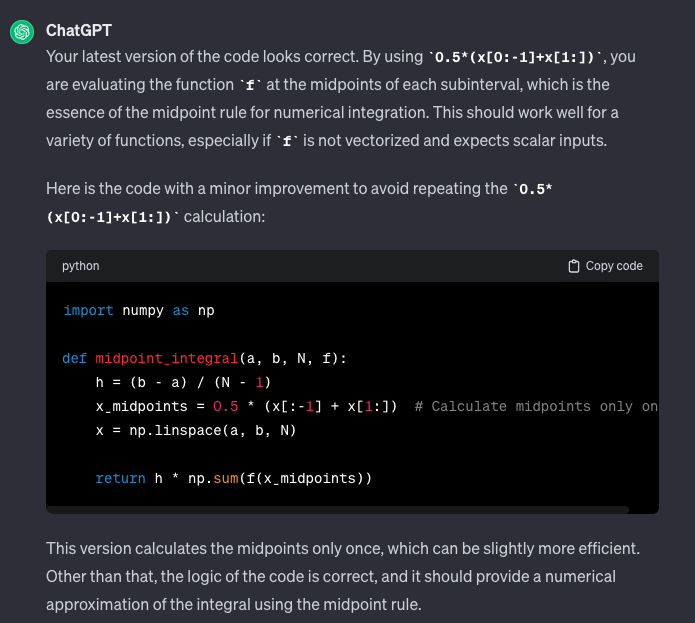 ChatGPT
Your latest version of the code looks correct. By using `0.5*(x[0:-1]+x[1:])`, you
are evaluating the function `f` at the midpoints of each subinterval, which is the
essence of the midpoint rule for numerical integration. This should work well for a
variety of functions, especially if `f` is not vectorized and expects scalar inputs.
Here is the code with a minor improvement to avoid repeating the `0.5*
(x[0:-1]+x[1:])` calculation:
python Copy code
import numpy as np
def midpoint_integral(a, b, N, f):
    h = (b - a) / (N - 1)
    x_midpoints = 0.5 * (x[:-1] + x[1:])  # Calculate midpoints only on
    x = np.linspace(a, b, N)
    return h * np.sum(f(x_midpoints))
This version calculates the midpoints only once, which can be slightly more efficient.
Other than that, the logic of the code is correct, and it should provide a numerical
approximation of the integral using the midpoint rule.